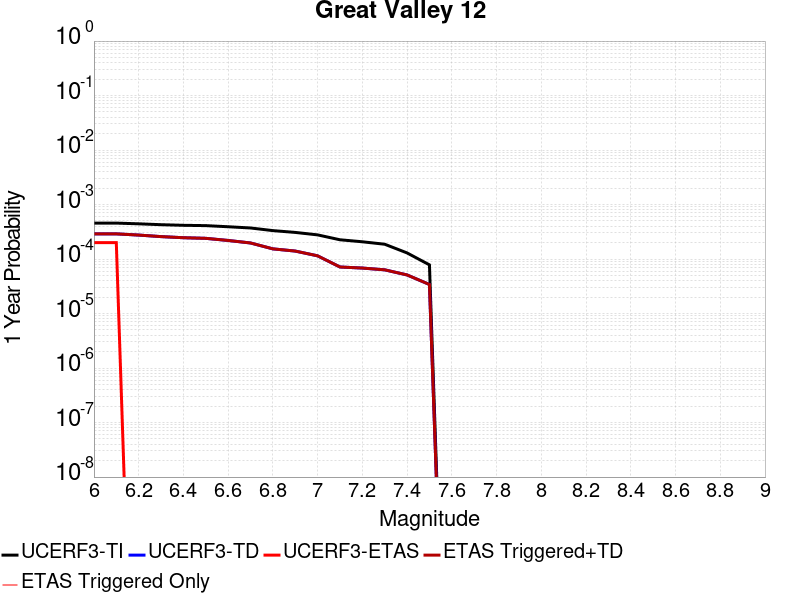 Great Valley 12
10^0
10^-1
10^-2
10^-3
10^-4
10^-5
10^-6
10^-7
10^-8
1 Year Probability
6 6.2 6.4 6.6 6.8 7 7.2 7.4 7.6 7.8 8 8.2 8.4 8.6 8.8 9
Magnitude
UCERF3-TI UCERF3-TD UCERF3-ETAS ETAS Triggered+TD
ETAS Triggered Only